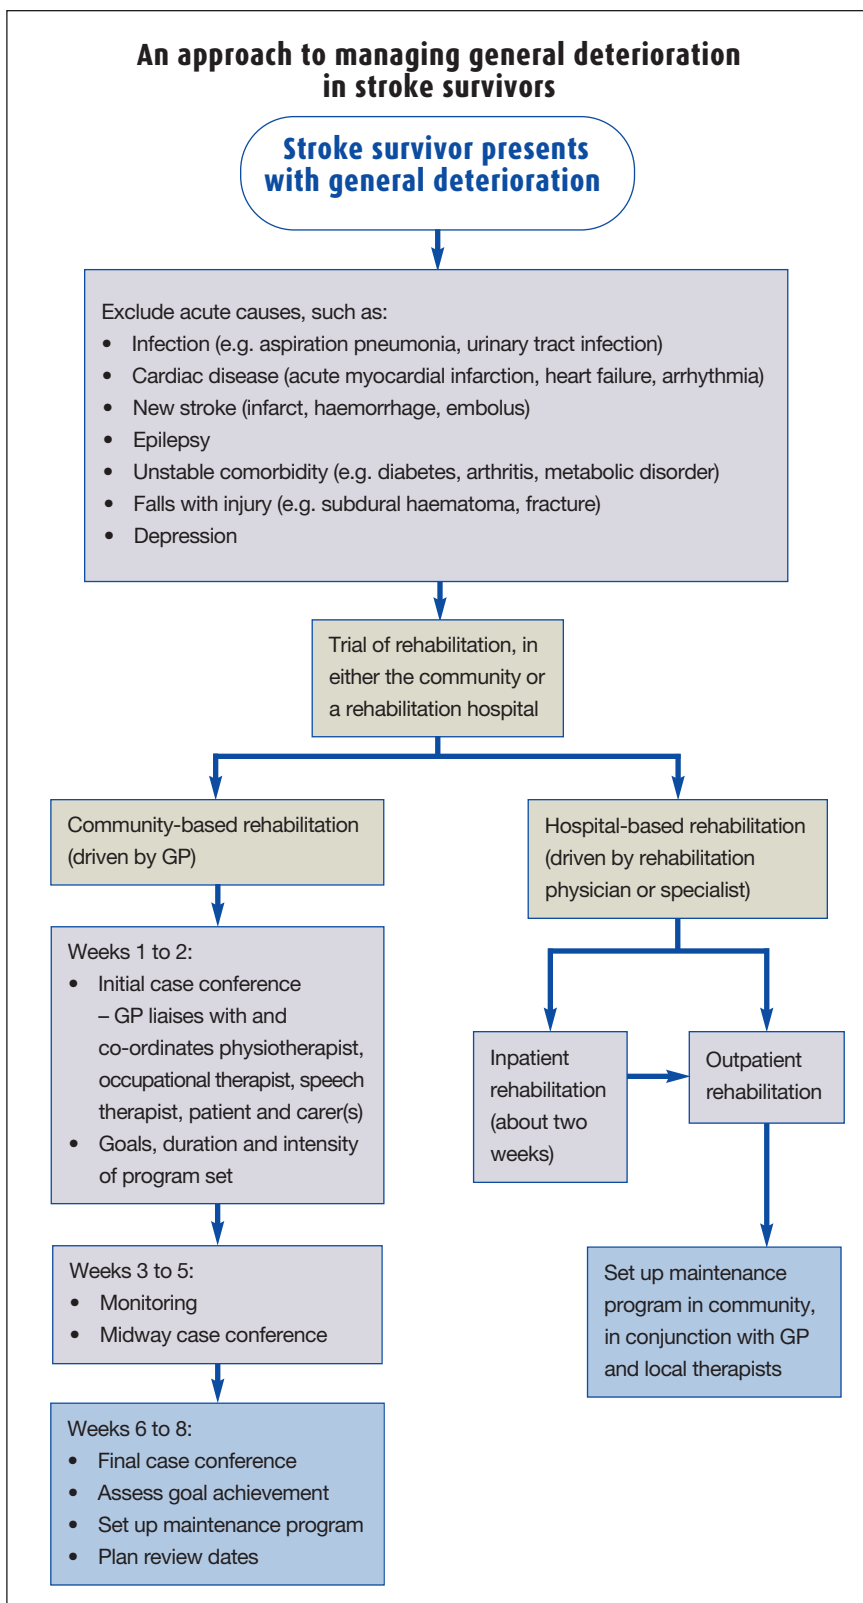 An approach to managing general deterioration
in stroke survivors
Stroke survivor presents
with general deterioration
Exclude acute causes, such as:
• Infection (e.g. aspiration pneumonia, urinary tract infection)
• Cardiac disease (acute myocardial infarction, heart failure, arrhythmia)
• New stroke (infarct, haemorrhage, embolus)
• Epilepsy
• Unstable comorbidity (e.g. diabetes, arthritis, metabolic disorder)
• Falls with injury (e.g. subdural haematoma, fracture)
• Depression
Trial of rehabilitation, in
either the community or
a rehabilitation hospital
Community-based rehabilitation
(driven by GP)
Weeks 1 to 2:
• Initial case conference
– GP liaises with and
co-ordinates physiotherapist,
occupational therapist, speech
therapist, patient and carer(s)
• Goals, duration and intensity
of program set
Weeks 3 to 5:
• Monitoring
• Midway case conference
Weeks 6 to 8:
• Final case conference
• Assess goal achievement
• Set up maintenance program
• Plan review dates
Hospital-based rehabilitation
(driven by rehabilitation
physician or specialist)
Inpatient
rehabilitation
(about two
weeks)
Outpatient
rehabilitation
Set up maintenance
program in community,
in conjunction with GP
and local therapists